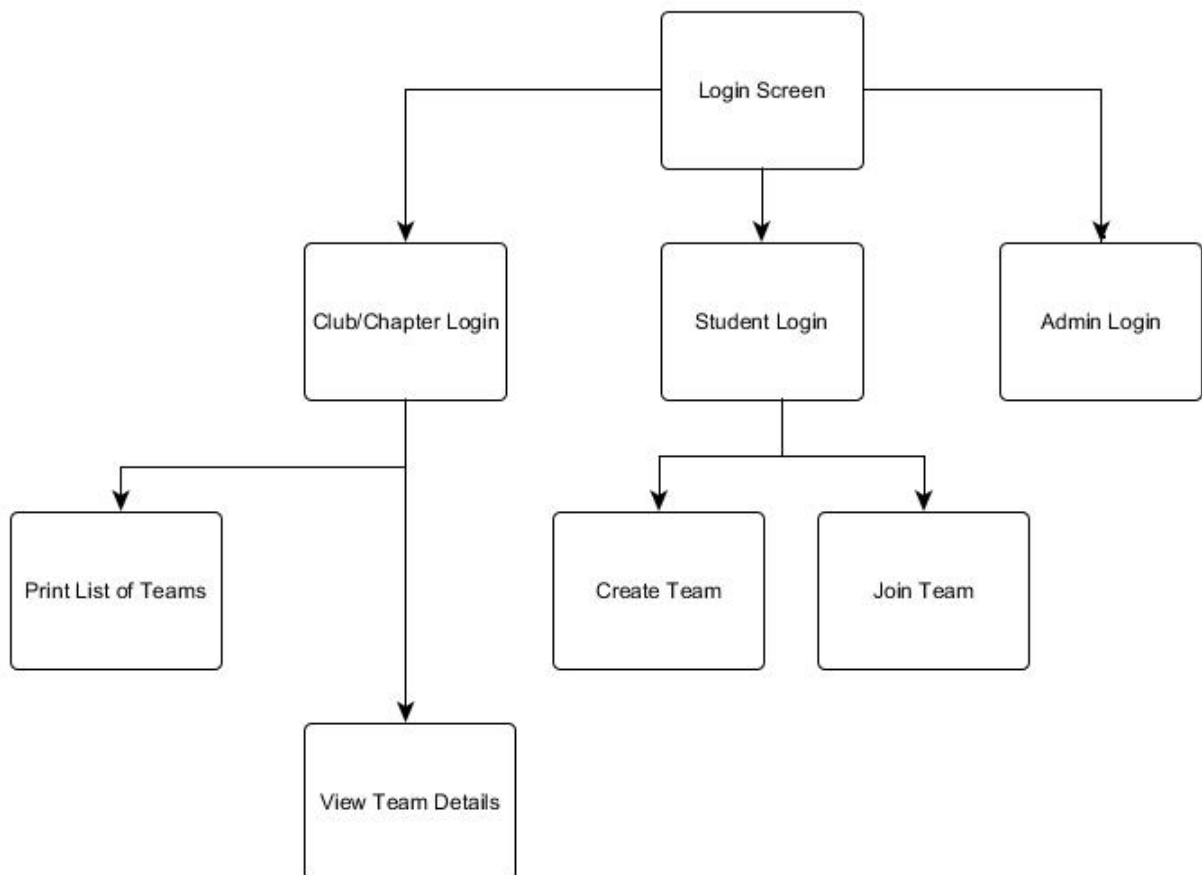 Login Screen
Club/Chapter Login
Student Login
Admin Login
Print List of Teams
Create Team
Join Team
View Team Details